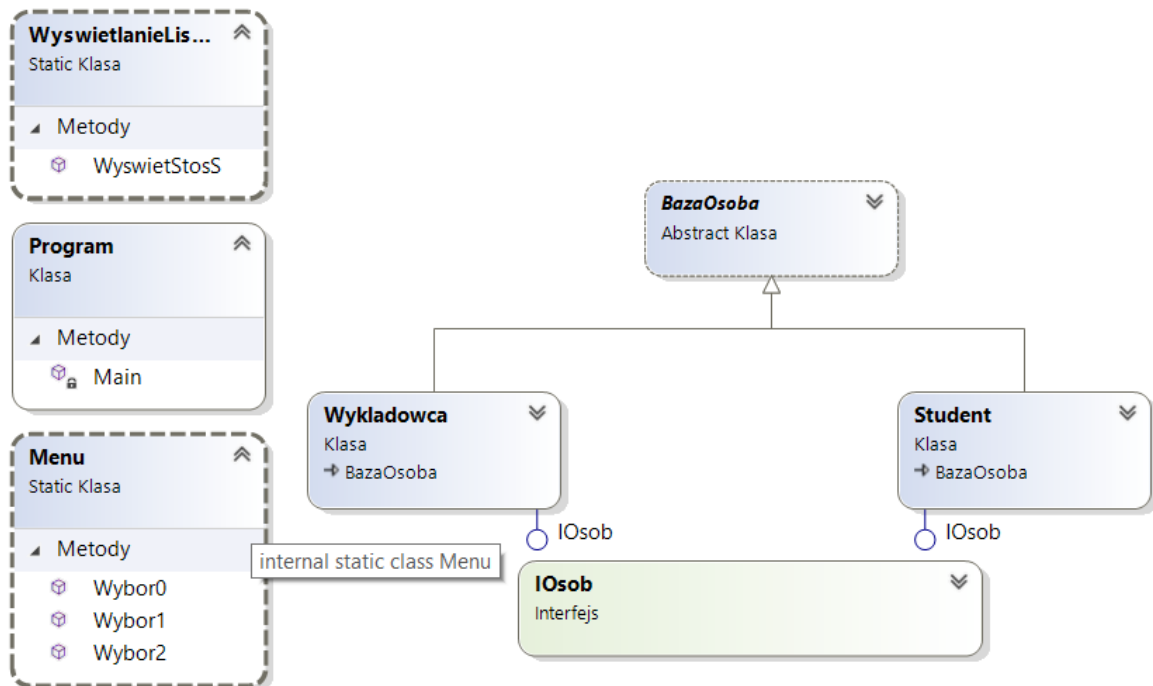 WyswietlanieLis...
Static Klasa
Metody
WyswietStosS
Program
Klasa
Metody
Main
Menu
Static Klasa
Metody
Wybor0
Wybor1
Wybor2
internal static class Menu
BazaOsoba
Abstract Klasa
Wykladowca
Klasa
BazaOsoba
IOsob
Student
Klasa
BazaOsoba
IOsob
IOsob
Interfejs